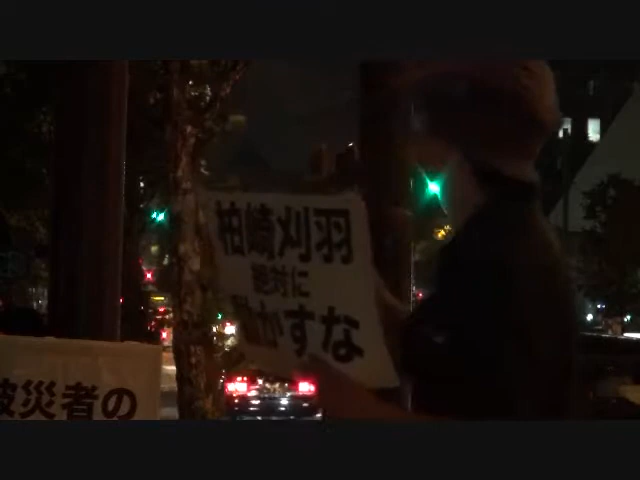 柏崎刈羽
絶対に
動かすな
被災者の